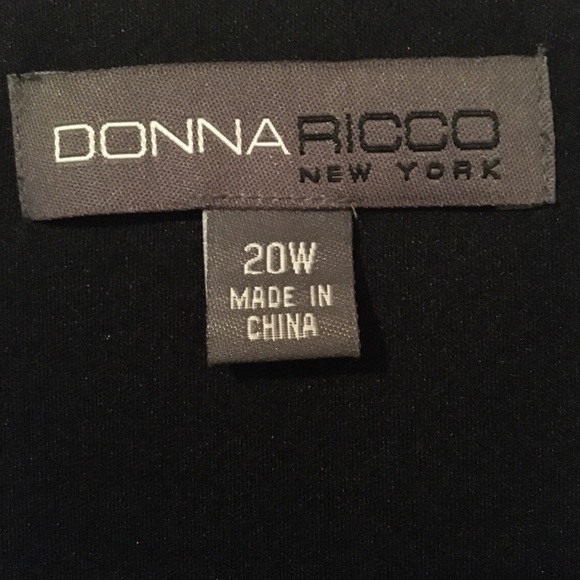 DONNA RICCO
NEW YORK
20W
MADE IN
CHINA